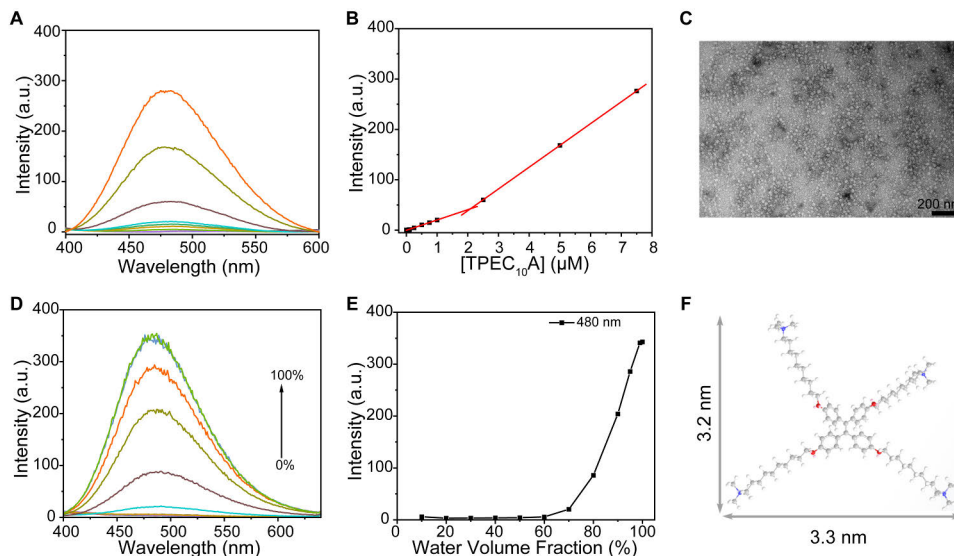 A
400
300
200
100
0
Intensity (a.u.)
400 450 500 550 600
Wavelength (nm)
B
400
300
200
100
0
Intensity (a.u.)
0 1 2 3 4 5 6 7 8
[TPEC₁₀A] (μM)
C
200 nm
D
400
300
200
100
0
Intensity (a.u.)
100%
0%
400 450 500 550 600
Wavelength (nm)
E
400
300
200
100
0
Intensity (a.u.)
480 nm
0 20 40 60 80 100
Water Volume Fraction (%)
F
3.2 nm
3.3 nm